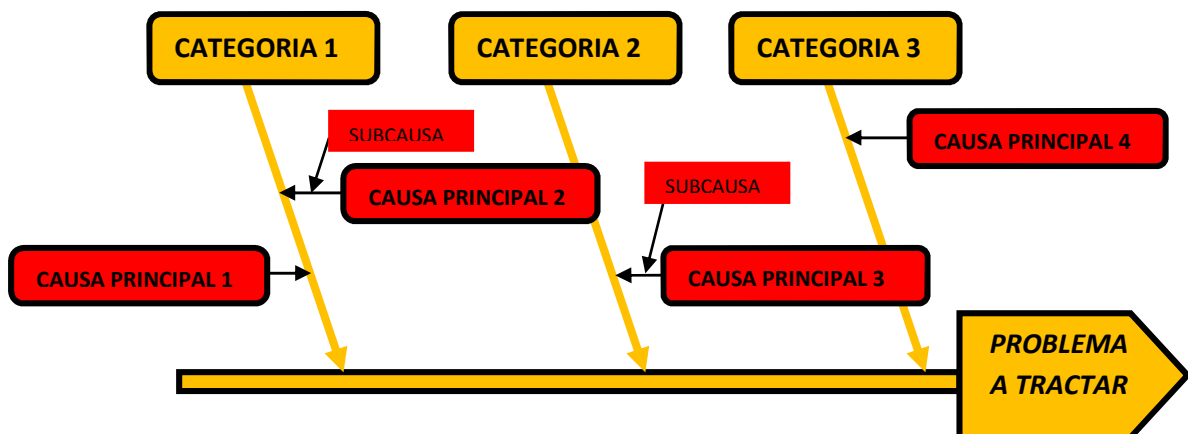 CATEGORIA 1
CATEGORIA 2
CATEGORIA 3
SUBCAUSA
CAUSA PRINCIPAL 4
CAUSA PRINCIPAL 2
SUBCAUSA
CAUSA PRINCIPAL 1
CAUSA PRINCIPAL 3
PROBLEMA
A TRACTAR